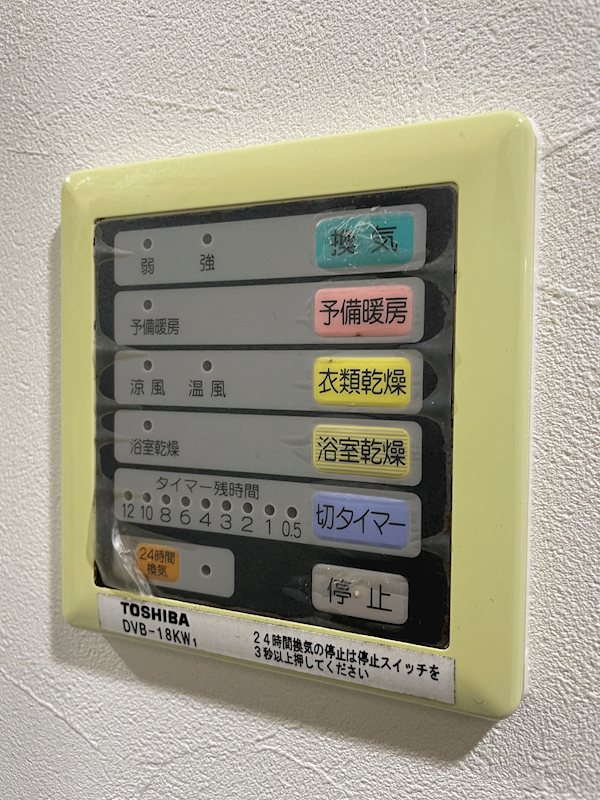 弱 強 換気
予備暖房 予備暖房
涼風 温風 衣類乾燥
浴室乾燥 浴室乾燥
タイマー残時間
12 10 8 6 4 3 2 1 0.5 切タイマー
24時間
換気
停止
TOSHIBA
DVB-18KW1
24時間換気の停止は停止スイッチを
3秒以上押してください